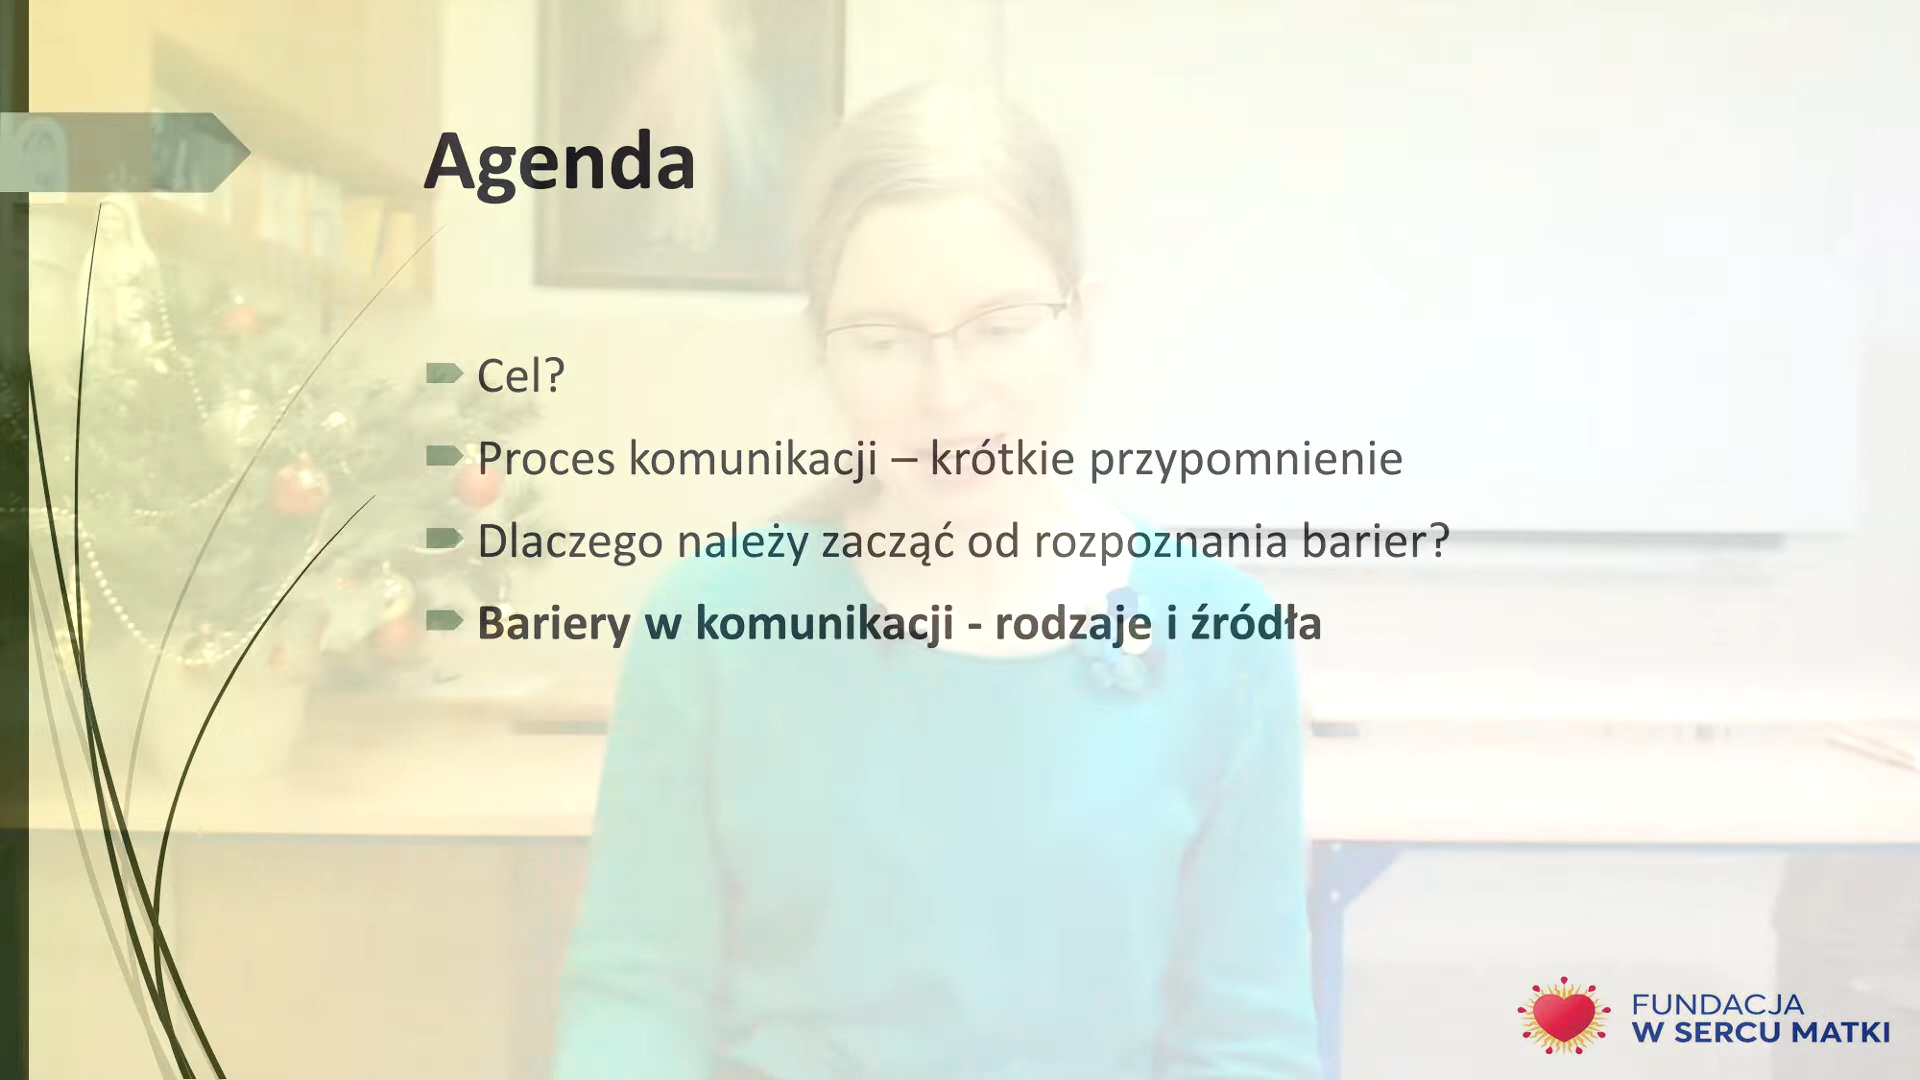 Agenda
Cel?
Proces komunikacji – krótkie przypomnienie
Dlaczego należy zacząć od rozpoznania barier?
Bariery w komunikacji - rodzaje i źródła
FUNDACJA
W SERCU MATKI